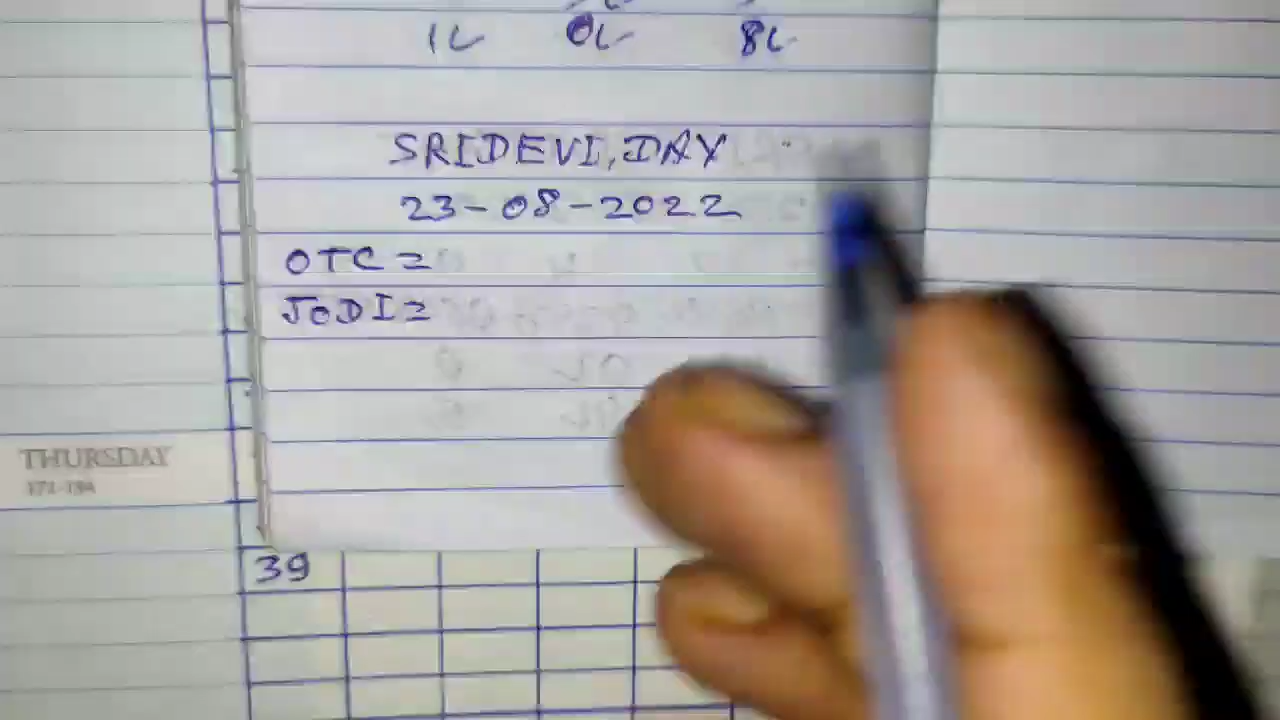 1L 0L 8L
SRIDEVI, DAY
23-08-2022
OTC =
JODI =
THURSDAY
39